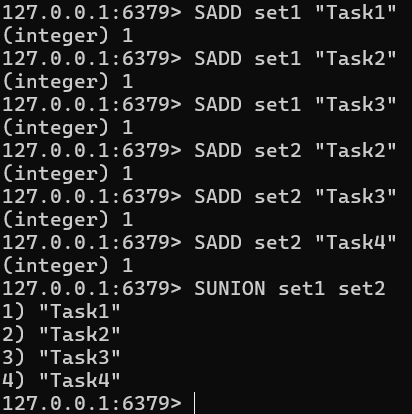 127.0.0.1:6379> SADD set1 "Task1"
(integer) 1
127.0.0.1:6379> SADD set1 "Task2"
(integer) 1
127.0.0.1:6379> SADD set1 "Task3"
(integer) 1
127.0.0.1:6379> SADD set2 "Task2"
(integer) 1
127.0.0.1:6379> SADD set2 "Task3"
(integer) 1
127.0.0.1:6379> SADD set2 "Task4"
(integer) 1
127.0.0.1:6379> SUNION set1 set2
1) "Task1"
2) "Task2"
3) "Task3"
4) "Task4"
127.0.0.1:6379>